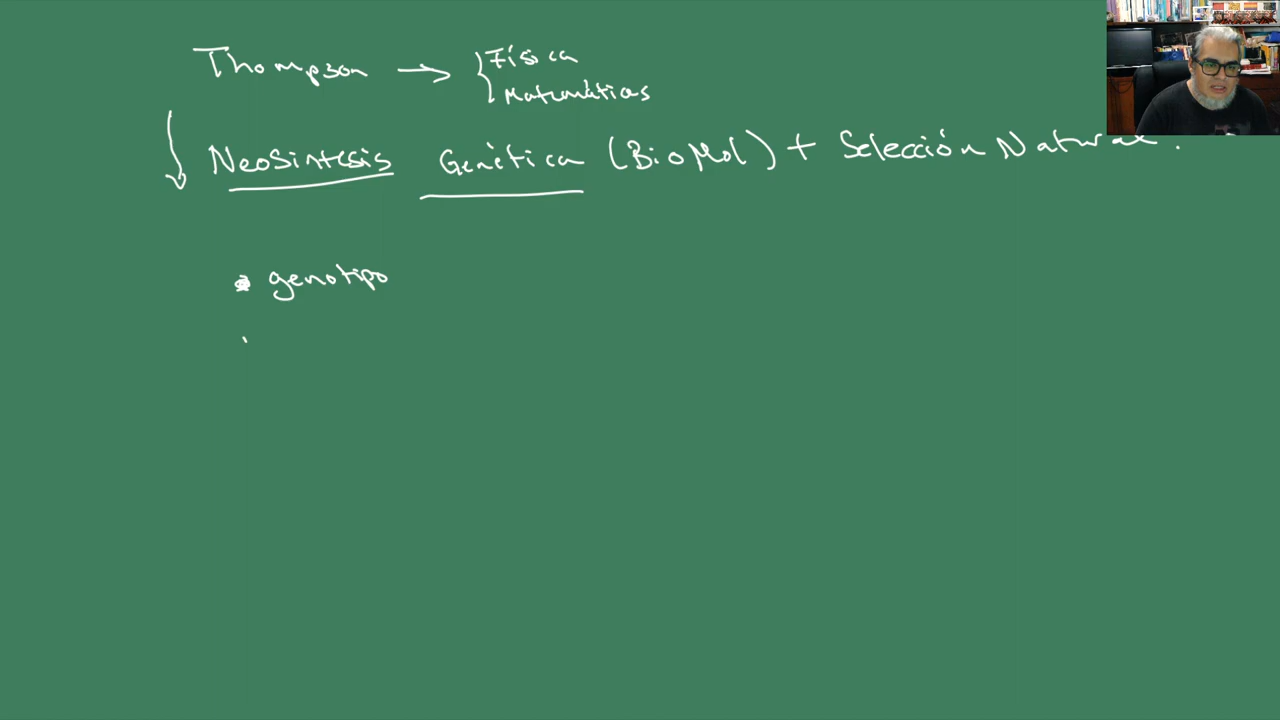 Thompson → { Física
Matemáticas
↓ NeoSíntesis Genética (BioMol) + Selección Natural.
• genotipo